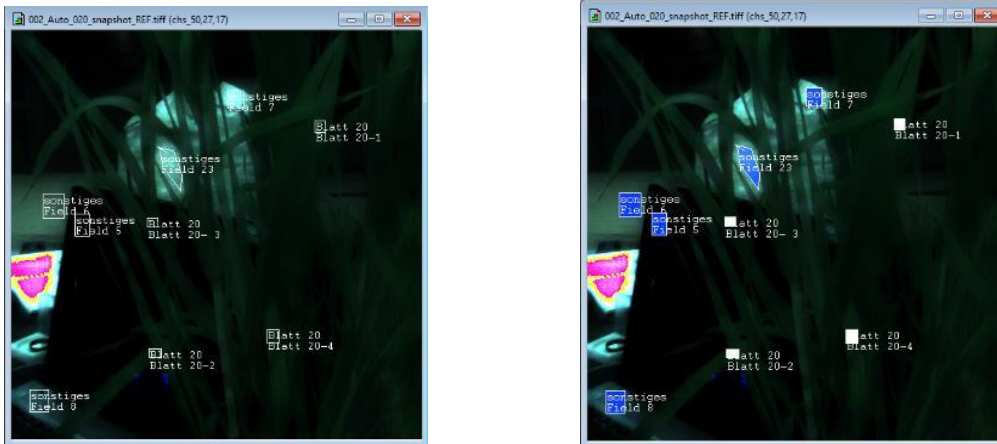 002_Auto_020_snapshot_REF.tiff (chs_50,27,17)
sonstiges
Field 7
Blatt 20
Blatt 20-1
sonstiges
Field 23
sonstiges
Field 6
sonstiges
Field 5
Blatt 20
Blatt 20- 3
Blatt 20
Blatt 20-4
Blatt 20
Blatt 20-2
sonstiges
Field 8
002_Auto_020_snapshot_REF.tiff (chs_50,27,17)
sonstiges
Field 7
Blatt 20
Blatt 20-1
sonstiges
Field 23
sonstiges
Field 6
sonstiges
Field 5
Blatt 20
Blatt 20- 3
Blatt 20
Blatt 20-4
Blatt 20
Blatt 20-2
sonstiges
Field 8